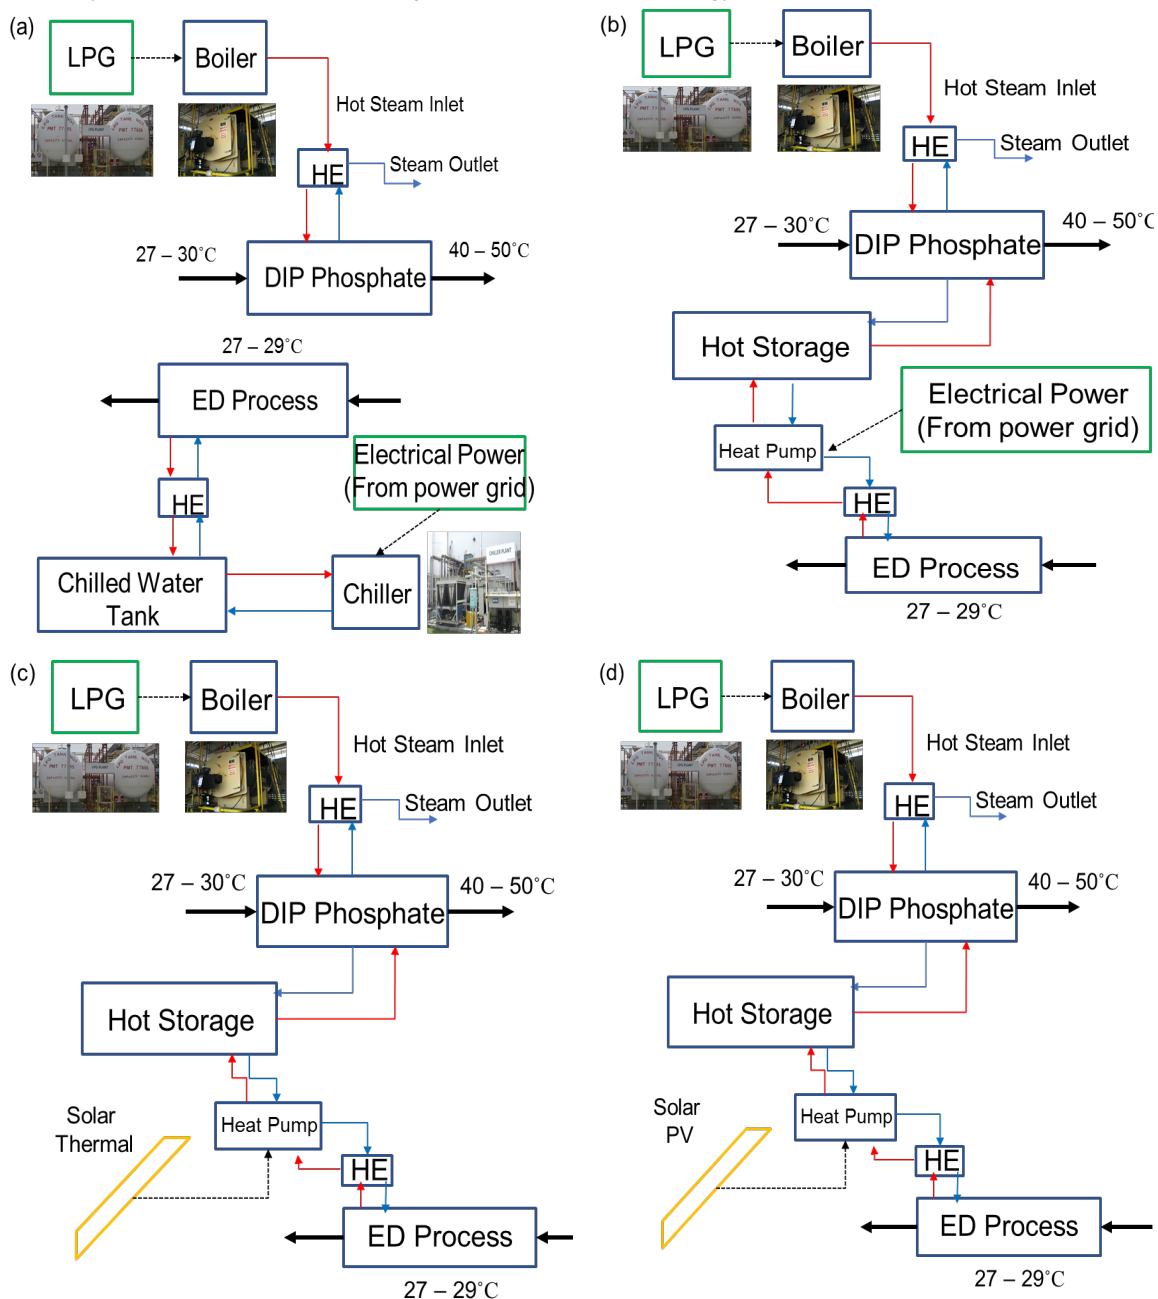 (a)
LPG
Boiler
Hot Steam Inlet
HE
Steam Outlet
27 – 30˚C
DIP Phosphate
40 – 50˚C
27 – 29˚C
ED Process
HE
Electrical Power
(From power grid)
Chilled Water
Tank
Chiller
CHILLER PLANT
(b)
LPG
Boiler
Hot Steam Inlet
HE
Steam Outlet
27 – 30˚C
DIP Phosphate
40 – 50˚C
Hot Storage
Electrical Power
(From power grid)
Heat Pump
HE
ED Process
27 – 29˚C
(c)
LPG
Boiler
Hot Steam Inlet
HE
Steam Outlet
27 – 30˚C
DIP Phosphate
40 – 50˚C
Hot Storage
Solar
Thermal
Heat Pump
HE
ED Process
27 – 29˚C
(d)
LPG
Boiler
Hot Steam Inlet
HE
Steam Outlet
27 – 30˚C
DIP Phosphate
40 – 50˚C
Hot Storage
Solar
PV
Heat Pump
HE
ED Process
27 – 29˚C